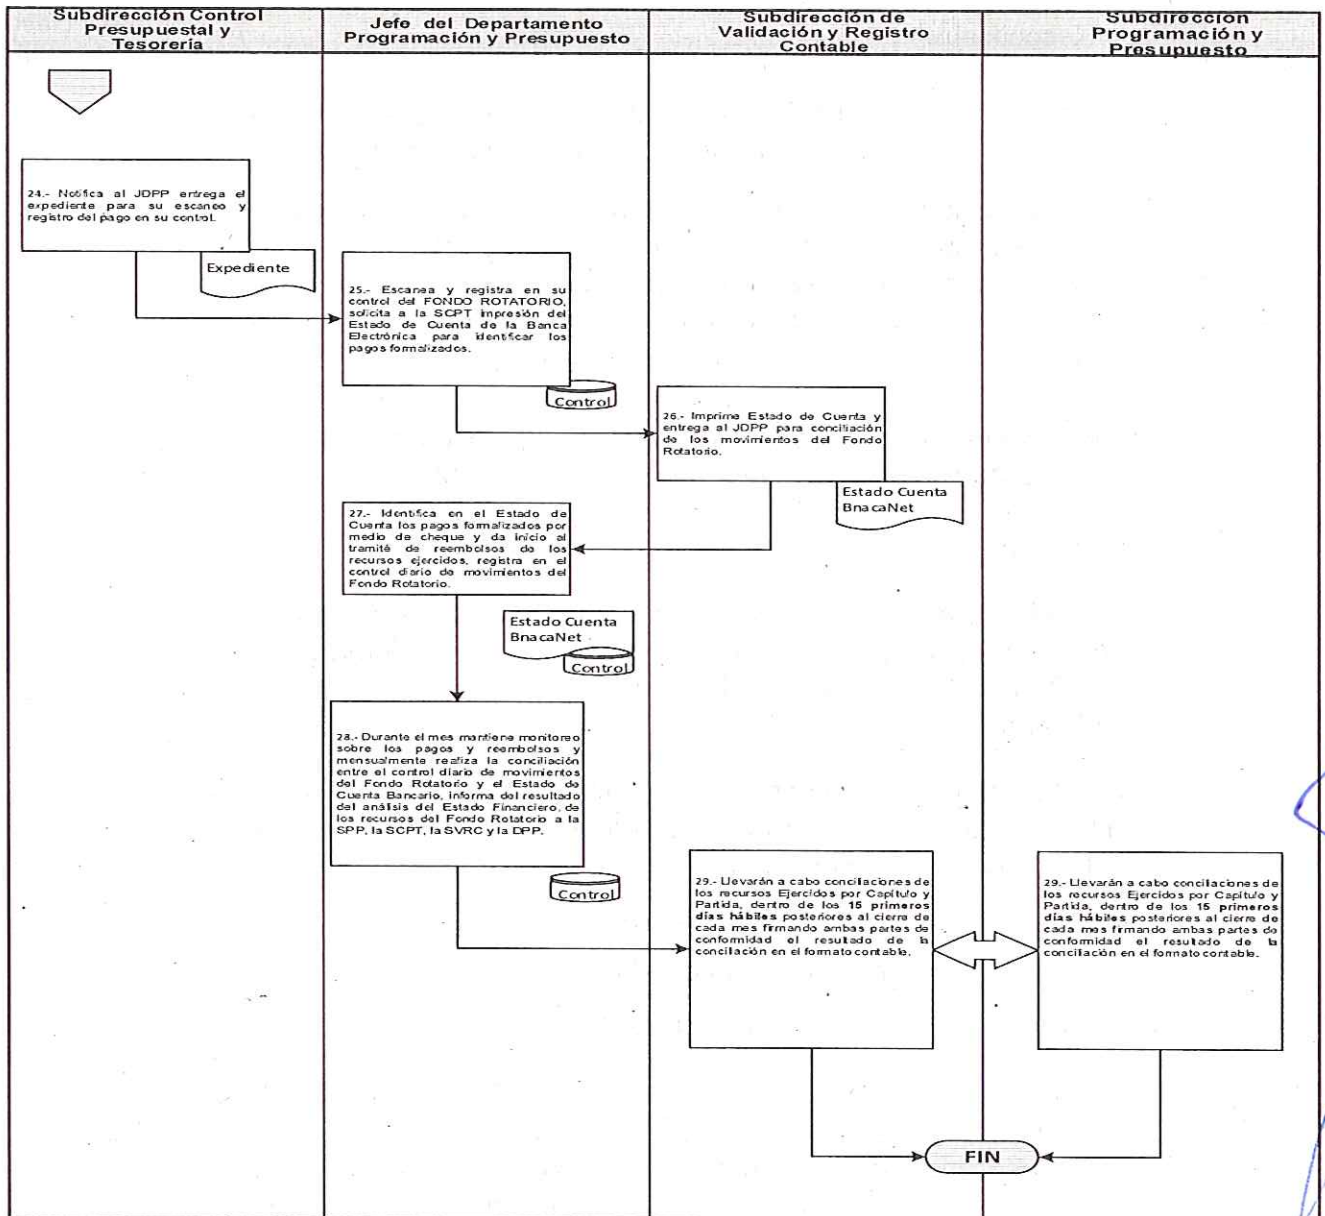 Subdirección Control
Presupuestal y
Tesorería
Jefe del Departamento
Programación y Presupuesto
Subdirección de
Validación y Registro
Contable
Subdirección
Programación y
Presupuesto
24.- Notifica al JDPP entrega el
expediente para su escaneo y
registro del pago en su control.
Expediente
25.- Escanea y registra en su
control del FONDO ROTATORIO,
solicita a la SCPT impresión del
Estado de Cuenta de la Banca
Electrónica para identificar los
pagos formalizados.
Control
26.- Imprime Estado de Cuenta y
entrega al JDPP para conciliación
de los movimientos del Fondo
Rotatorio.
Estado Cuenta
BnacaNet
27.- Identifica en el Estado de
Cuenta los pagos formalizados por
medio de cheque y da inicio al
tramité de reembolsos de los
recursos ejercidos, registra en el
control diario de movimientos del
Fondo Rotatorio.
Estado Cuenta
BnacaNet
Control
28.- Durante el mes mantiene monitoreo
sobre los pagos y reembolsos y
mensualmente realiza la conciliación
entre el control diario de movimientos
del Fondo Rotatorio y el Estado de
Cuenta Bancario, informa del resultado
del análisis del Estado Financiero, de
los recursos del Fondo Rotatorio a la
SPP, la SCPT, la SVRC y la DPP.
Control
29.- Llevarán a cabo conciliaciones de
los recursos Ejercidos por Capítulo y
Partida, dentro de los 15 primeros
días hábiles posteriores al cierre de
cada mes firmando ambas partes de
conformidad el resultado de la
conciliación en el formato contable.
29.- Llevarán a cabo conciliaciones de
los recursos Ejercidos por Capítulo y
Partida, dentro de los 15 primeros
días hábiles posteriores al cierre de
cada mes firmando ambas partes de
conformidad el resultado de la
conciliación en el formato contable.
FIN